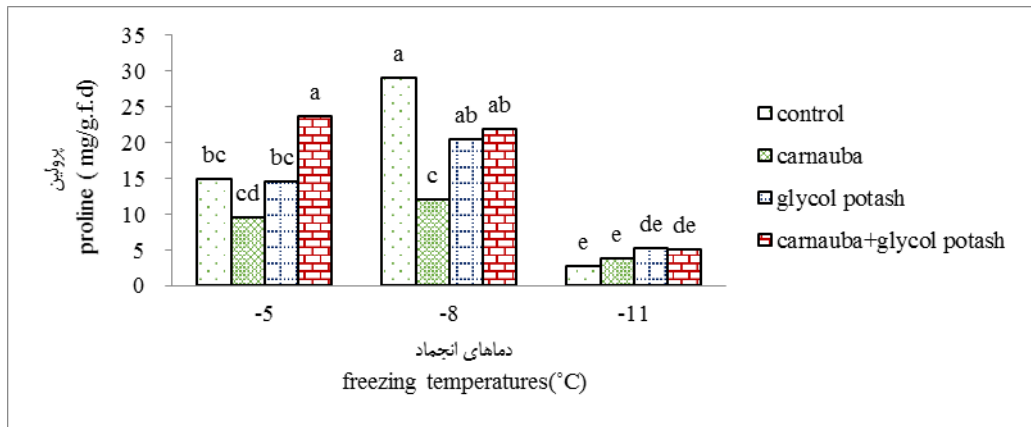 پرولین
proline ( mg/g.f.d)
35
30
25
20
15
10
5
0
bc
cd
bc
a
a
c
ab
ab
e
e
de
de
-5
-8
-11
دماهای انجماد
freezing temperatures(˚C)
control
carnauba
glycol potash
carnauba+glycol potash